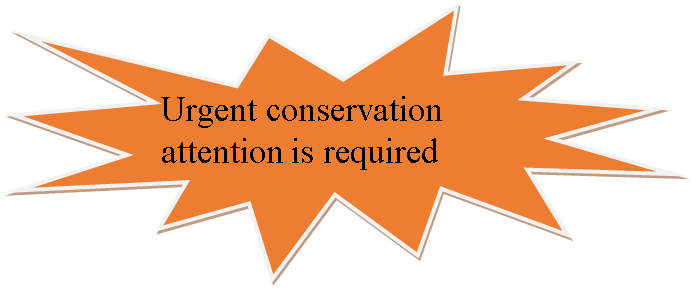 Urgent conservation
attention is required